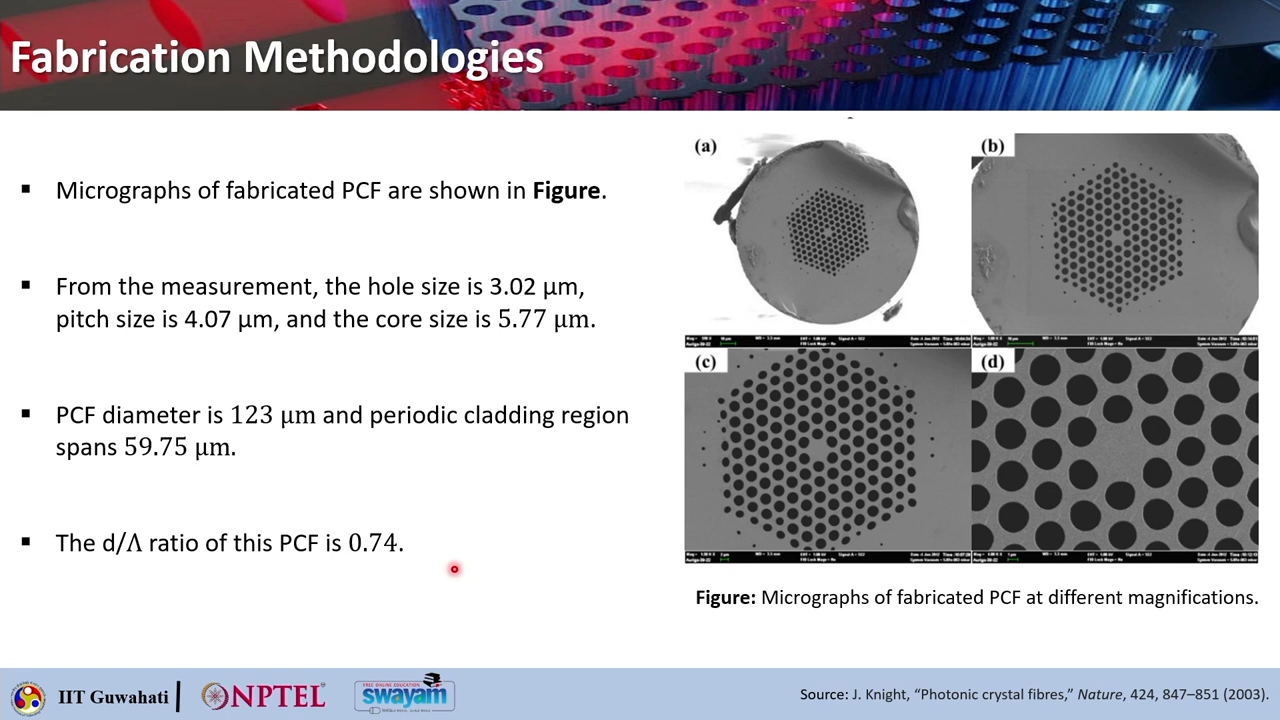 Fabrication Methodologies
▪ Micrographs of fabricated PCF are shown in Figure.
▪ From the measurement, the hole size is 3.02 μm,
pitch size is 4.07 μm, and the core size is 5.77 μm.
▪ PCF diameter is 123 μm and periodic cladding region
spans 59.75 μm.
▪ The d/Λ ratio of this PCF is 0.74.
(a)
(b)
(c)
(d)
Figure: Micrographs of fabricated PCF at different magnifications.
IIT Guwahati
NPTEL
FREE ONLINE EDUCATION
swayam
Source: J. Knight, “Photonic crystal fibres,” Nature, 424, 847–851 (2003).